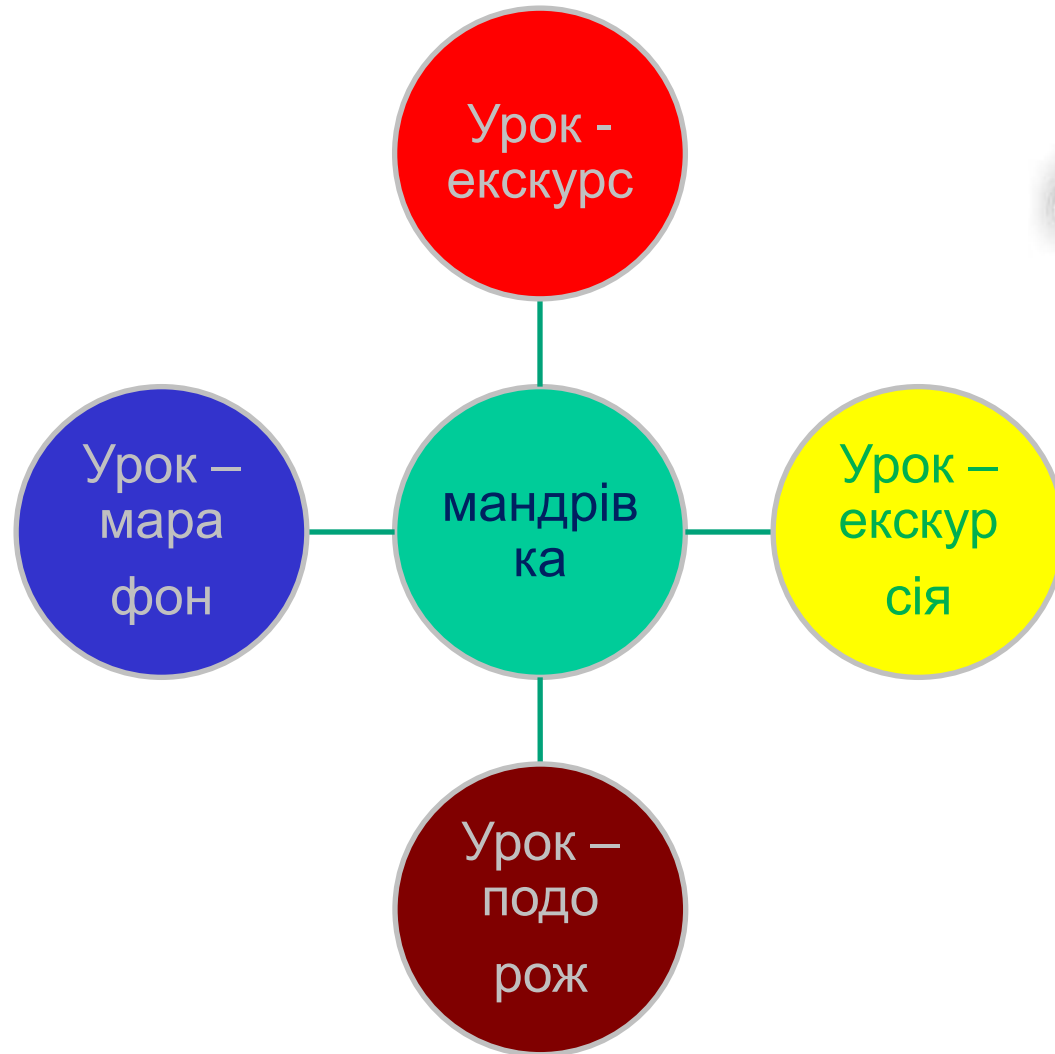 Урок -
екскурс
Урок –
мара
фон
мандрів
ка
Урок –
екскур
сія
Урок –
подо
рож